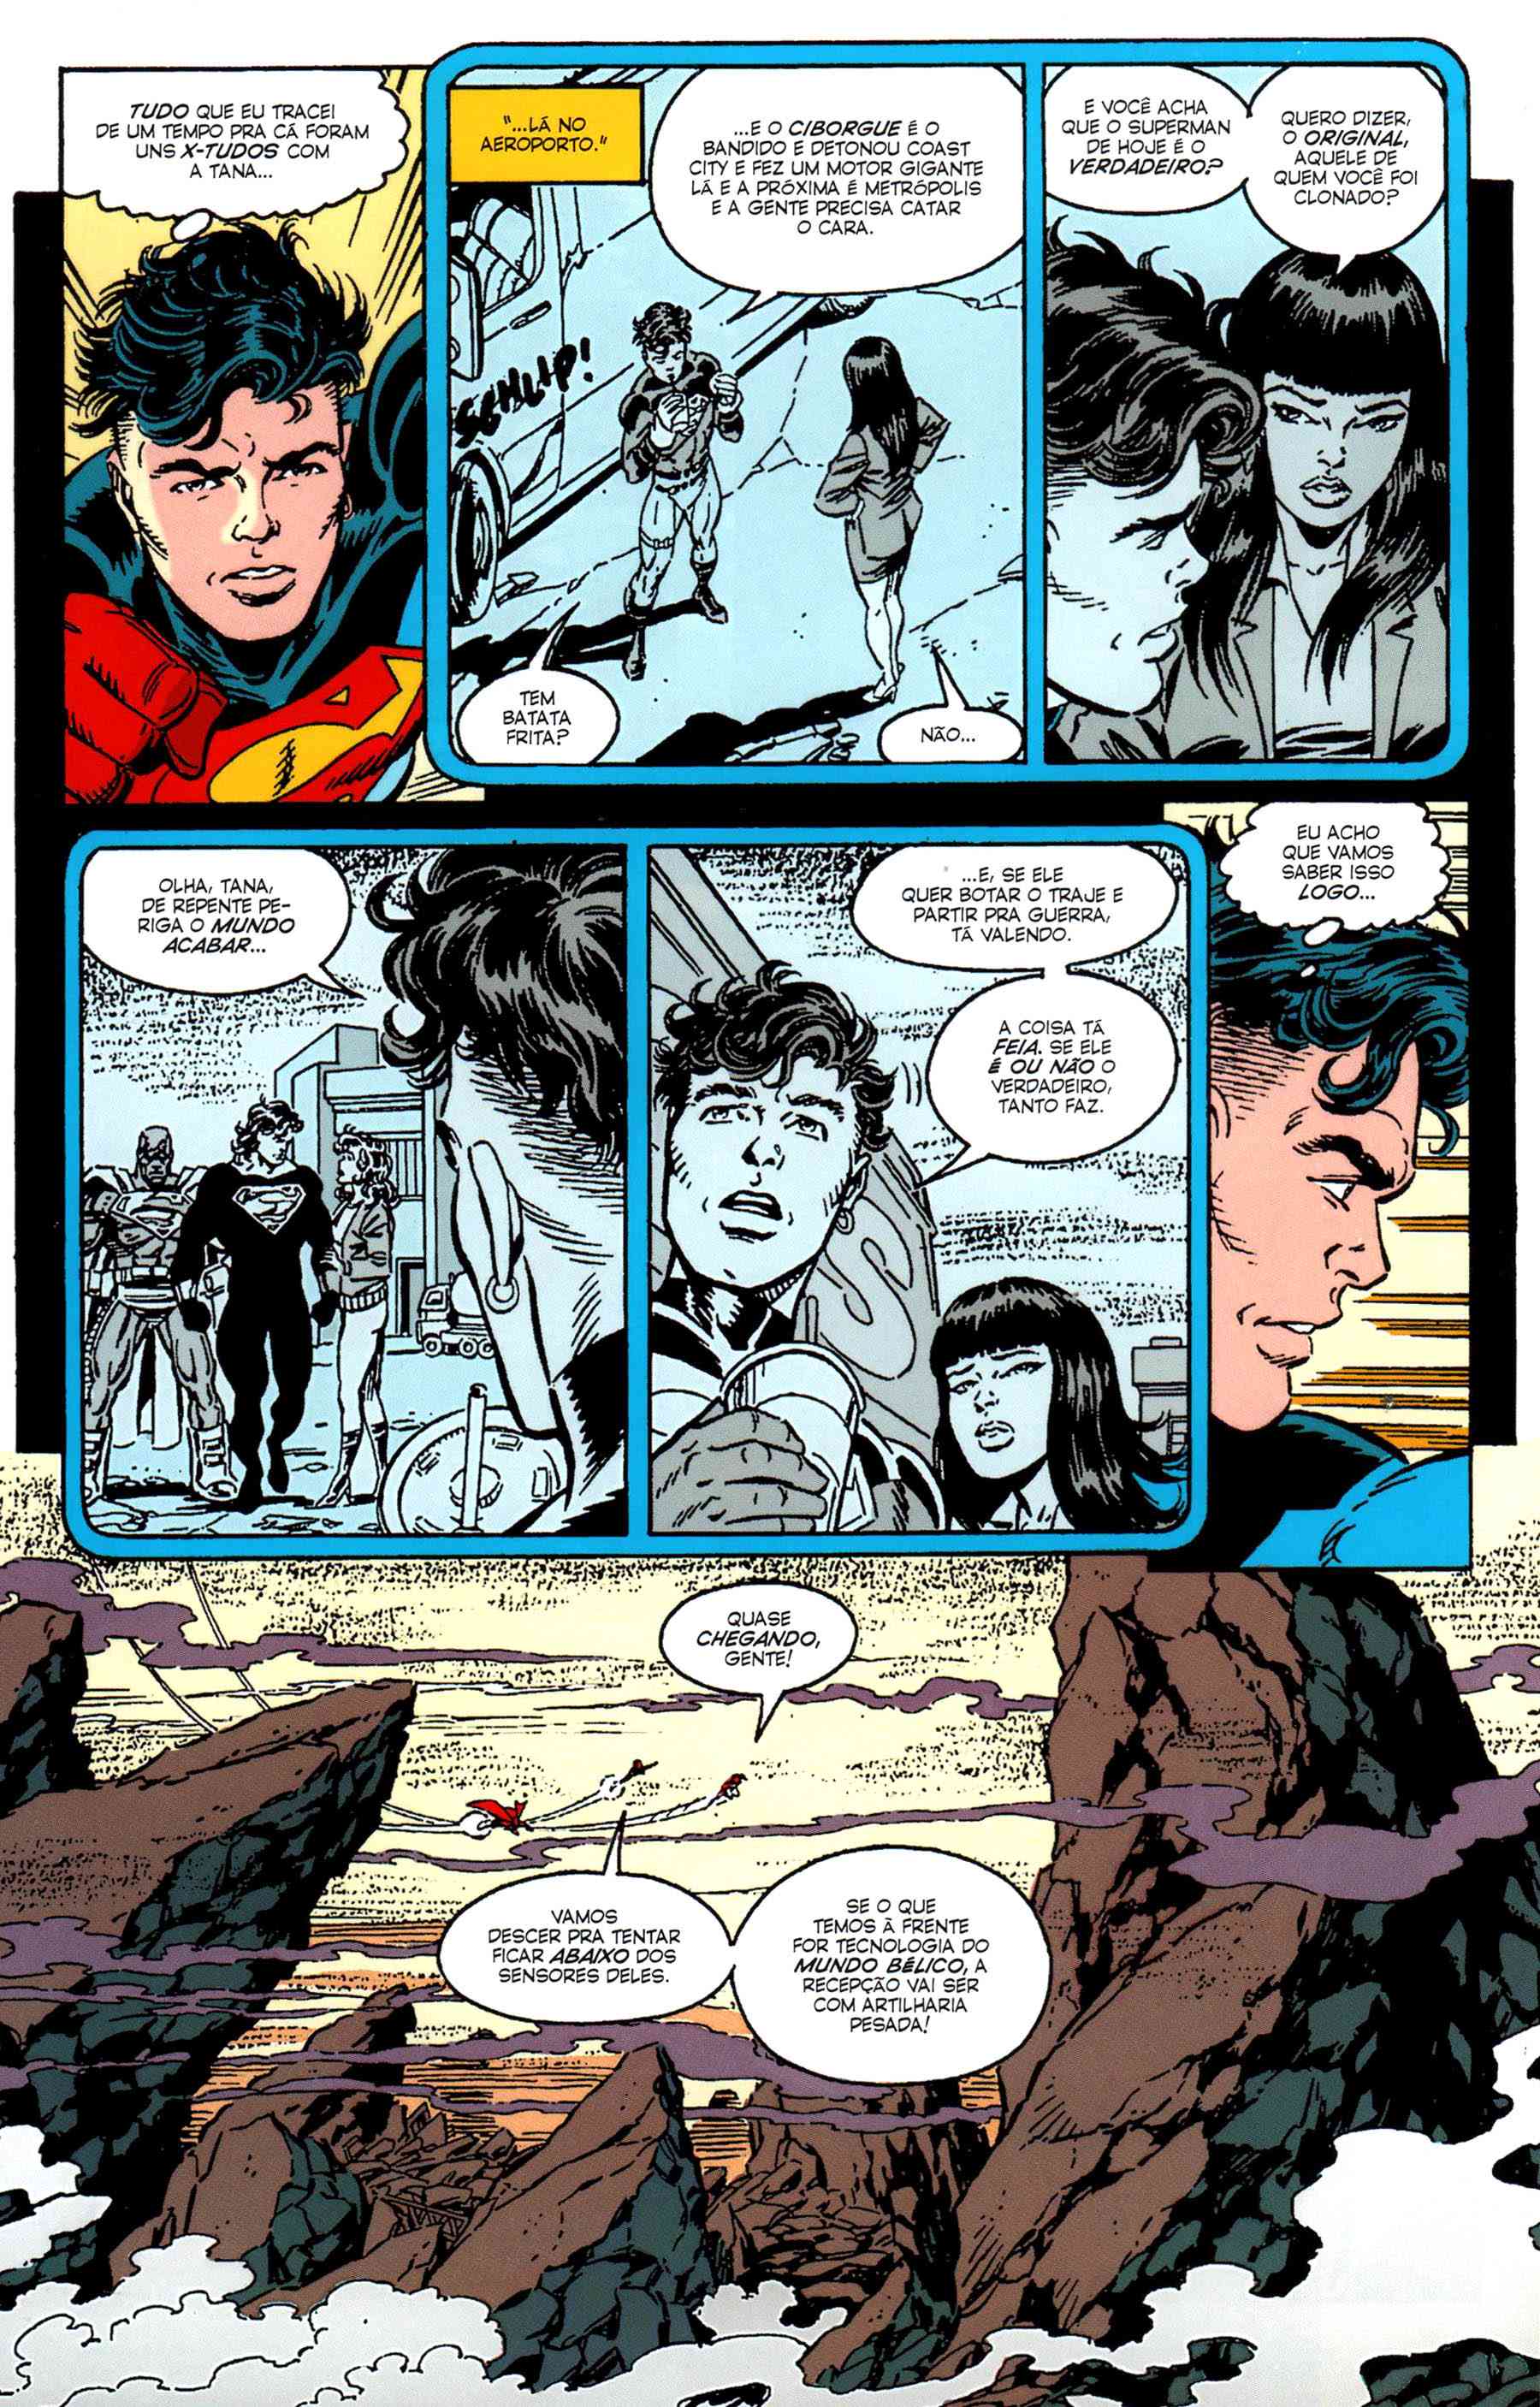 TUDO QUE EU TRACEI
DE UM TEMPO PRA CÁ FORAM
UNS X-TUDOS COM
A TANA...
"...LÁ NO
AEROPORTO."
...E O CIBORGUE É O
BANDIDO E DETONOU COAST
CITY E FEZ UM MOTOR GIGANTE
LÁ E A PRÓXIMA É METRÓPOLIS
E A GENTE PRECISA CATAR
O CARA.
SCHLIP!
TEM
BATATA
FRITA?
NÃO...
E VOCÊ ACHA
QUE O SUPERMAN
DE HOJE É O
VERDADEIRO?
QUERO DIZER,
O ORIGINAL,
AQUELE DE
QUEM VOCÊ FOI
CLONADO?
OLHA, TANA,
DE REPENTE PE-
RIGA O MUNDO
ACABAR...
...E, SE ELE
QUER BOTAR O TRAJE E
PARTIR PRA GUERRA,
TÁ VALENDO.
A COISA TÁ
FEIA. SE ELE
É OU NÃO O
VERDADEIRO,
TANTO FAZ.
EU ACHO
QUE VAMOS
SABER ISSO
LOGO...
QUASE
CHEGANDO,
GENTE!
VAMOS
DESCER PRA TENTAR
FICAR ABAIXO DOS
SENSORES DELES.
SE O QUE
TEMOS À FRENTE
FOR TECNOLOGIA DO
MUNDO BÉLICO, A
RECEPÇÃO VAI SER
COM ARTILHARIA
PESADA!